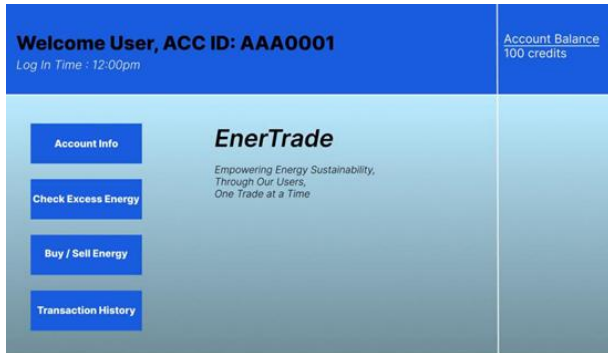 Welcome User, ACC ID: AAA0001
Log In Time : 12:00pm
Account Balance
100 credits
Account Info
Check Excess Energy
Buy / Sell Energy
Transaction History
EnerTrade
Empowering Energy Sustainability,
Through Our Users,
One Trade at a Time